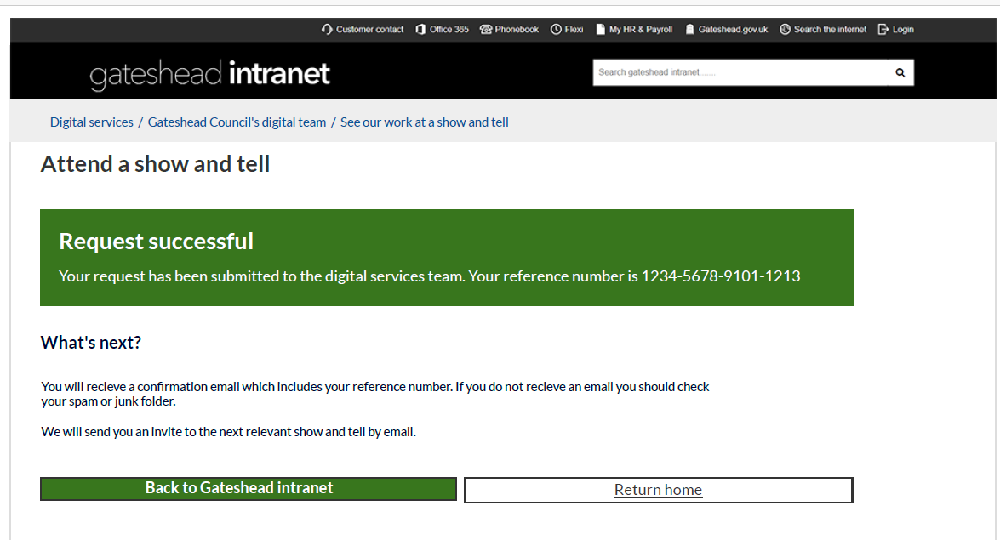 Customer contact Office 365 Phonebook Flexi My HR & Payroll Gateshead.gov.uk Search the internet Login
gateshead intranet
Search gateshead intranet......
Digital services / Gateshead Council's digital team / See our work at a show and tell
Attend a show and tell
Request successful
Your request has been submitted to the digital services team. Your reference number is 1234-5678-9101-1213
What's next?
You will recieve a confirmation email which includes your reference number. If you do not recieve an email you should check
your spam or junk folder.
We will send you an invite to the next relevant show and tell by email.
Back to Gateshead intranet
Return home